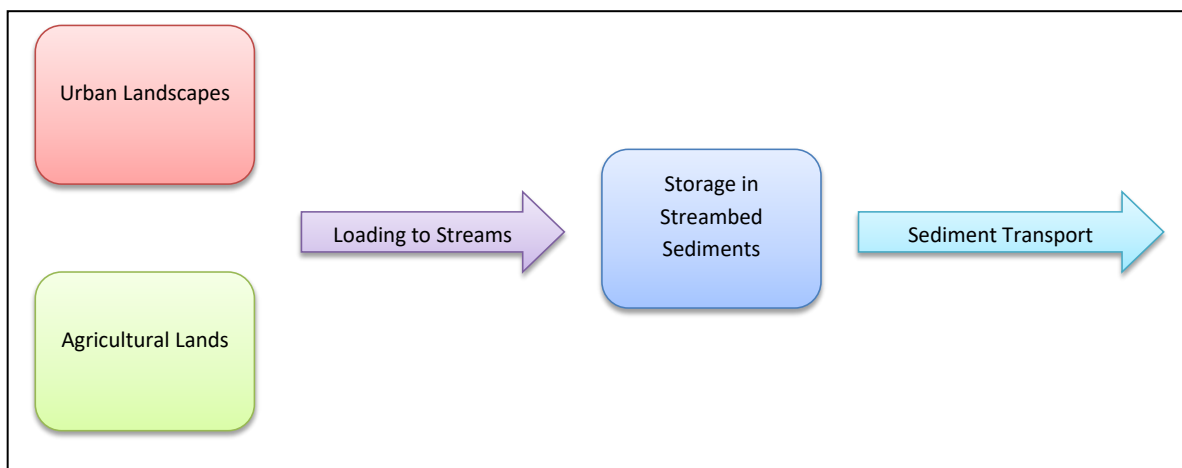 Urban Landscapes
Agricultural Lands
Loading to Streams
Storage in
Streambed
Sediments
Sediment Transport